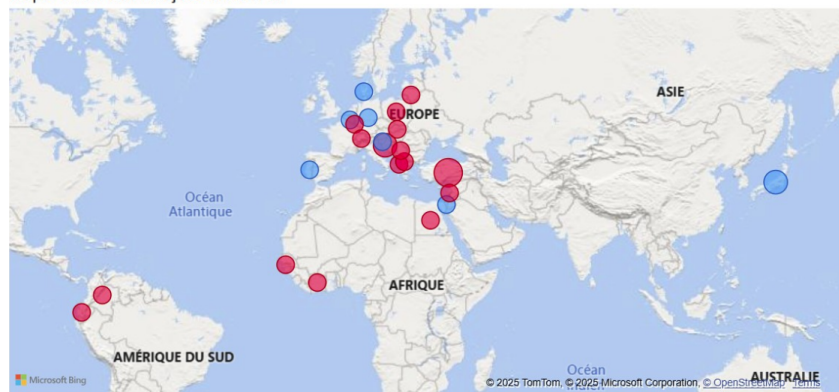 ASIE
EUROPE
Océan
Atlantique
AFRIQUE
AMÉRIQUE DU SUD
Océan
AUSTRALIE
Microsoft Bing
© 2025 TomTom, © 2025 Microsoft Corporation, © OpenStreetMap Terms